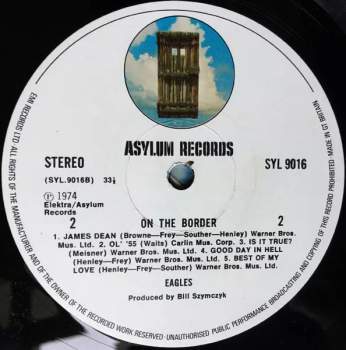 ASYLUM RECORDS
STEREO
SYL 9016
(SYL.9016B) 33⅓
Ⓟ 1974
Elektra/Asylum
Records
2 ON THE BORDER 2
1. JAMES DEAN (Browne—Frey—Souther—Henley) Warner Bros.
Mus. Ltd. 2. OL' '55 (Waits) Carlin Mus. Corp. 3. IS IT TRUE?
(Meisner) Warner Bros. Mus. Ltd. 4. GOOD DAY IN HELL
(Henley—Frey) Warner Bros. Mus. Ltd. 5. BEST OF MY
LOVE (Henley—Frey—Souther) Warner Bros. Mus. Ltd.
EAGLES
Produced by Bill Szymczyk
EMI RECORDS LTD. ALL RIGHTS OF THE MANUFACTURER AND OF THE OWNER OF THE RECORDED WORK RESERVED · UNAUTHORISED PUBLIC PERFORMANCE BROADCASTING AND COPYING OF THIS RECORD PROHIBITED · MADE IN GT BRITAIN